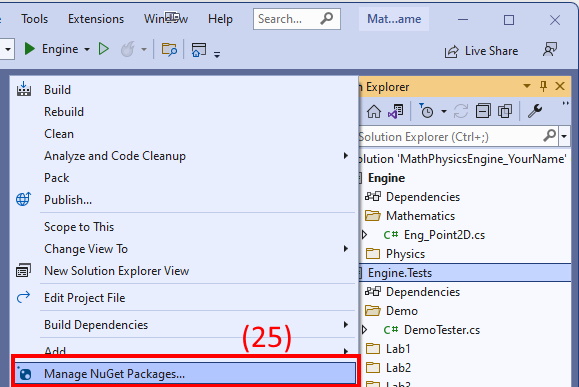 Tools Extensions Window Search... Mat...ame
Engine Live Share
Build
Rebuild
Clean
Analyze and Code Cleanup
Pack
Publish...
Scope to This
Change View To
New Solution Explorer View
Edit Project File
Build Dependencies
Add
(25)
Manage NuGet Packages...
n Explorer
Solution Explorer (Ctrl+;)
olution 'MathPhysicsEngine_YourName'
Engine
Dependencies
Mathematics
C# Eng_Point2D.cs
Physics
Engine.Tests
Dependencies
Demo
C# DemoTester.cs
Lab1
Lab2
Lab3